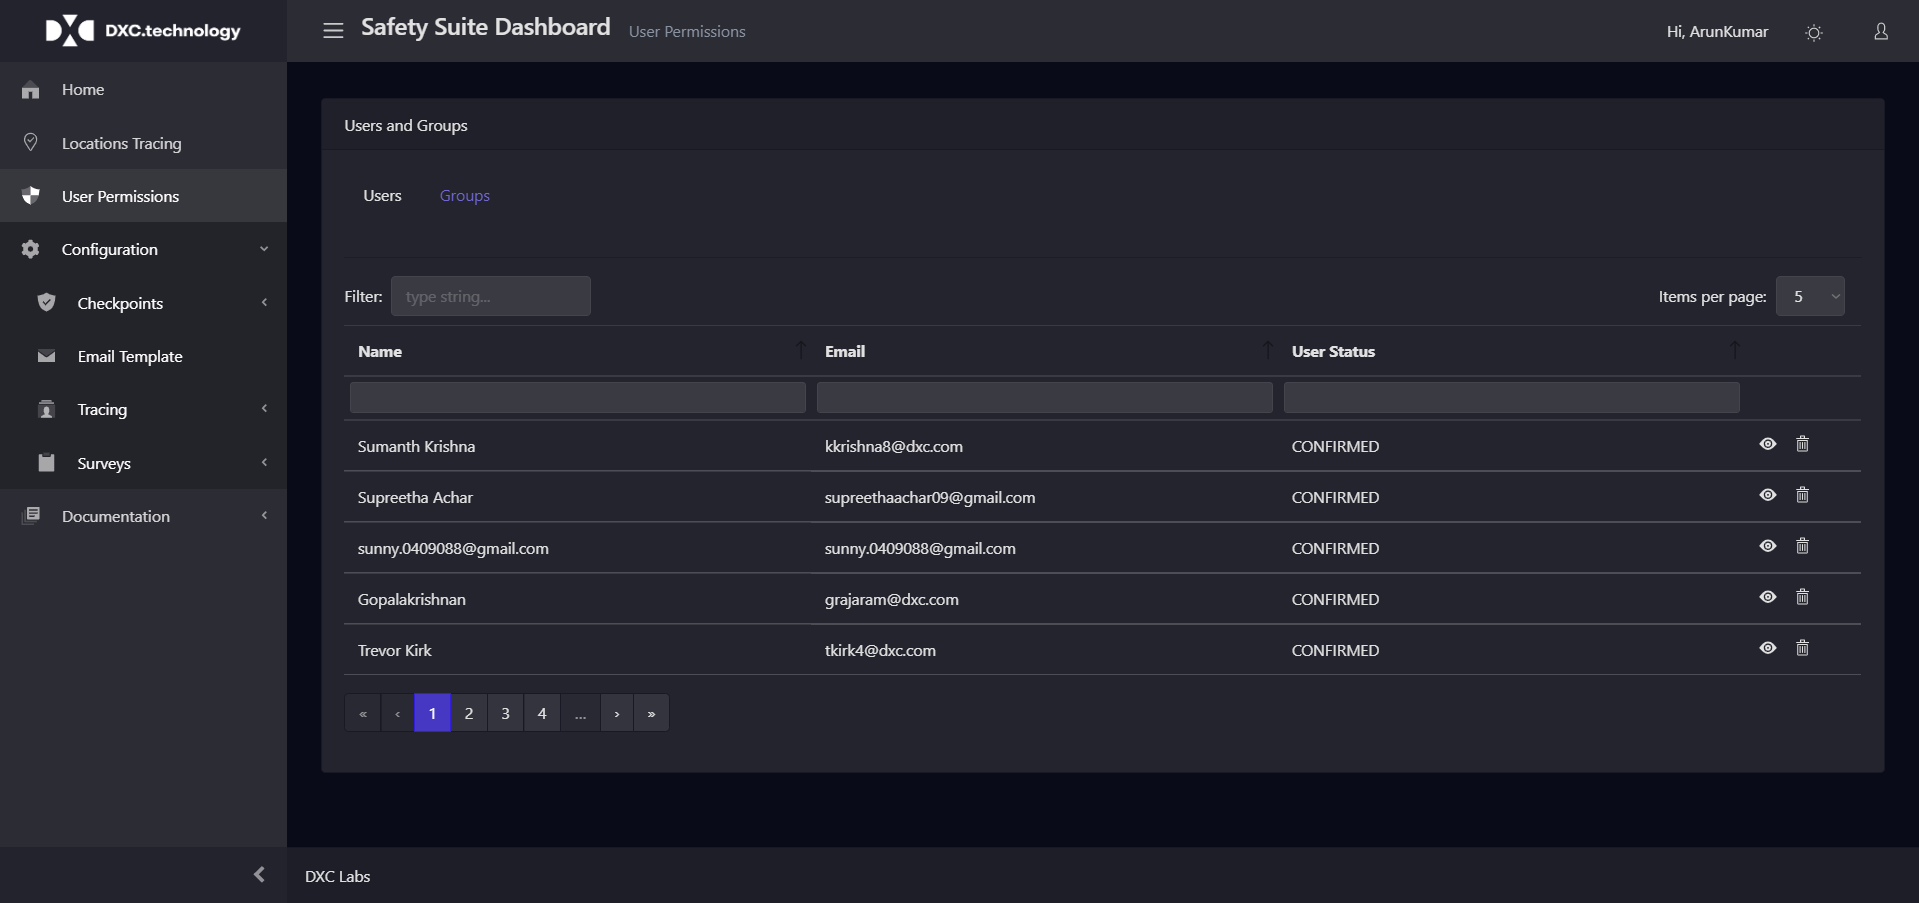 DXC.technology
Safety Suite Dashboard User Permissions
Hi, ArunKumar
Home
Locations Tracing
User Permissions
Configuration
Checkpoints
Email Template
Tracing
Surveys
Documentation
Users and Groups
Users Groups
Filter: type string... Items per page: 5
Name Email User Status
Sumanth Krishna kkrishna8@dxc.com CONFIRMED
Supreetha Achar supreethaachar09@gmail.com CONFIRMED
sunny.0409088@gmail.com sunny.0409088@gmail.com CONFIRMED
Gopalakrishnan grajaram@dxc.com CONFIRMED
Trevor Kirk tkirk4@dxc.com CONFIRMED
« ‹ 1 2 3 4 ... › »
DXC Labs